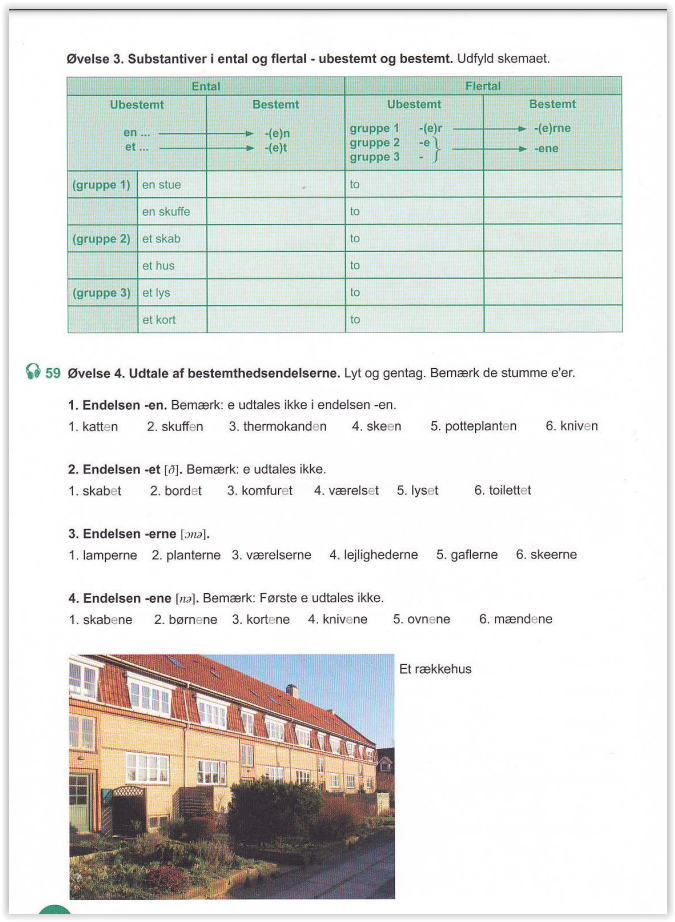 Øvelse 3. Substantiver i ental og flertal - ubestemt og bestemt. Udfyld skemaet.
Ental Flertal
Ubestemt Bestemt Ubestemt Bestemt
en ... -(e)n
et ... -(e)t
gruppe 1 -(e)r -(e)rne
gruppe 2 -e
gruppe 3 - -ene
(gruppe 1) en stue to
en skuffe to
(gruppe 2) et skab to
et hus to
(gruppe 3) et lys to
et kort to
59 Øvelse 4. Udtale af bestemthedsendelserne. Lyt og gentag. Bemærk de stumme e'er.
1. Endelsen -en. Bemærk: e udtales ikke i endelsen -en.
1. katten 2. skuffen 3. thermokanden 4. skeen 5. potteplanten 6. kniven
2. Endelsen -et [ð]. Bemærk: e udtales ikke.
1. skabet 2. bordet 3. komfuret 4. værelset 5. lyset 6. toilettet
3. Endelsen -erne [ɔnə].
1. lamperne 2. planterne 3. værelserne 4. lejlighederne 5. gaflerne 6. skeerne
4. Endelsen -ene [nə]. Bemærk: Første e udtales ikke.
1. skabene 2. børnene 3. kortene 4. knivene 5. ovnene 6. mændene
Et rækkehus